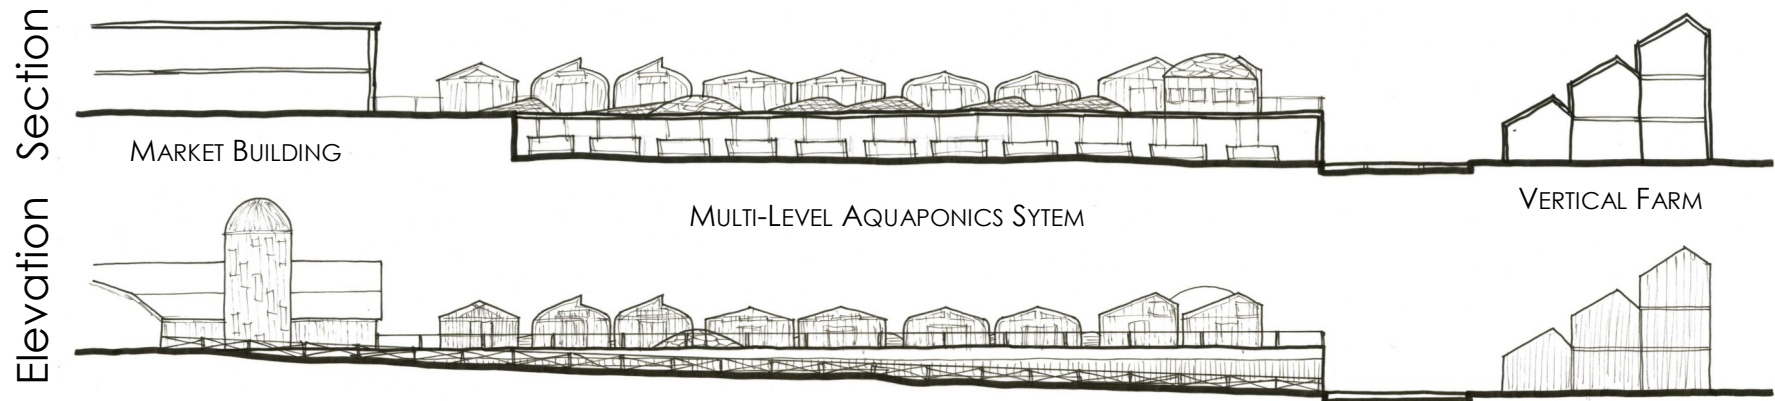 Section
MARKET BUILDING
MULTI-LEVEL AQUAPONICS SYTEM
VERTICAL FARM
Elevation